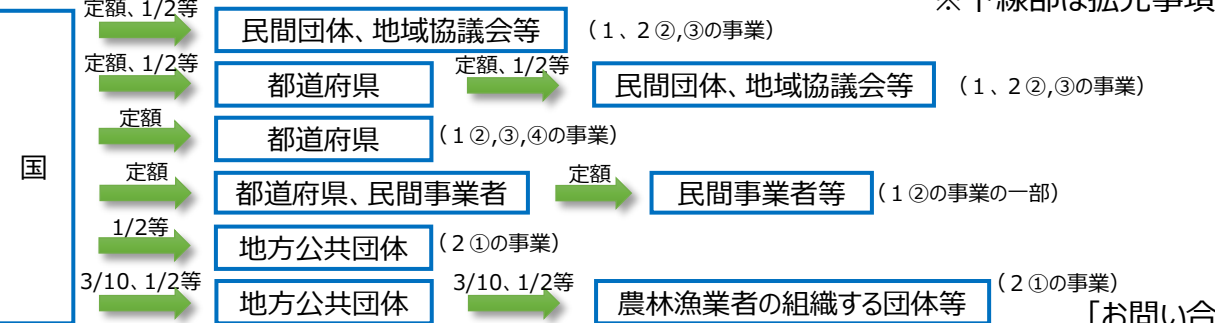 ※下線部は拡充事項
国
定額、1/2等
民間団体、地域協議会等 （１、２②,③の事業）
定額、1/2等
都道府県
定額、1/2等
民間団体、地域協議会等 （１、２②,③の事業）
定額
都道府県 （１②,③,④の事業）
定額
都道府県、民間事業者
定額
民間事業者等 （１②の事業の一部）
1/2等
地方公共団体 （２①の事業）
3/10、1/2等
地方公共団体
3/10、1/2等
農林漁業者の組織する団体等 （２①の事業）
［お問い合